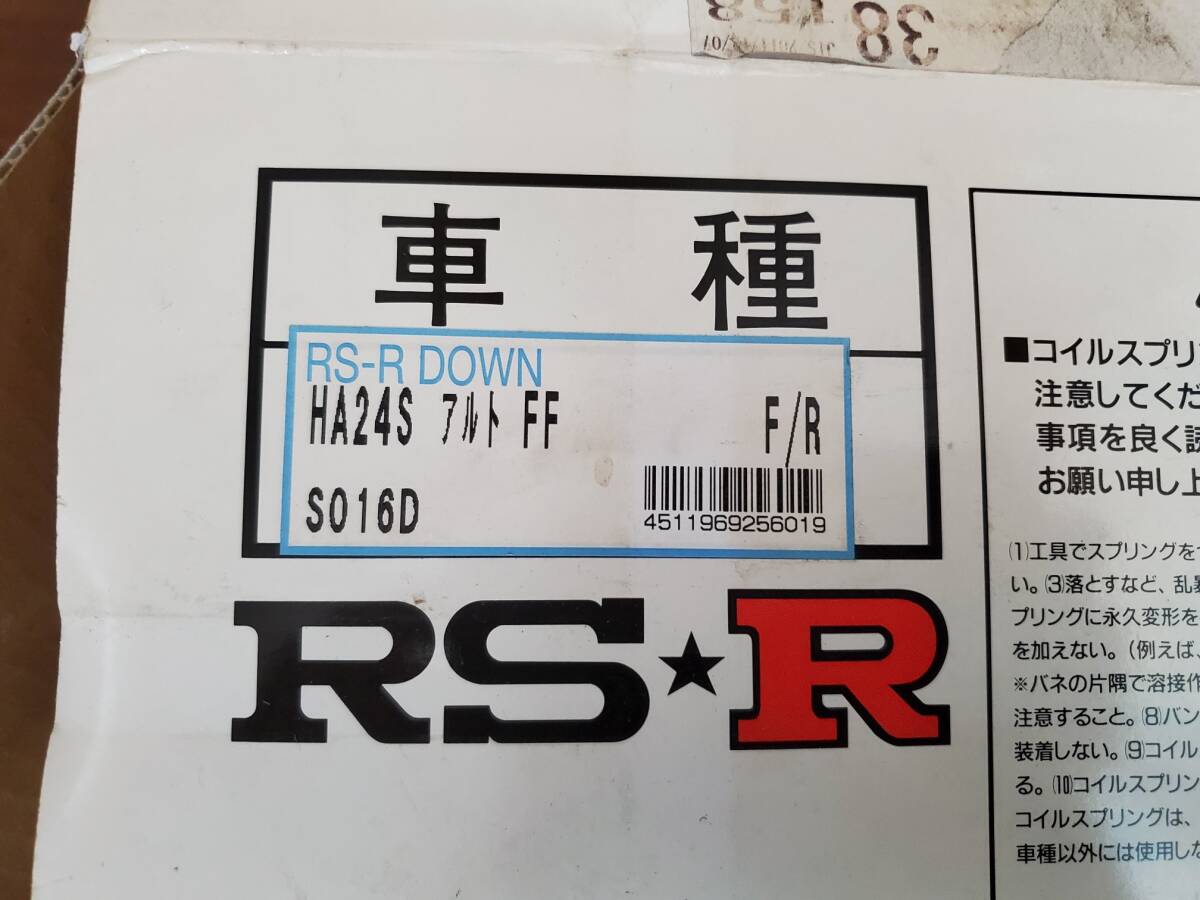 38 158
車種
RS-R DOWN
HA24S アルト FF F/R
S016D
4511969256019
RS★R
■コイルスプリ
注意してくだ
事項を良く
お願い申し上
(1)工具でスプリングを
い。(3)落とすなど、乱
プリングに永久変形を
を加えない。(例えば、
※バネの片隅で溶接作
注意すること。(8)バン
装着しない。(9)コイル
る。(10)コイルスプリン
コイルスプリングは、
車種以外には使用し